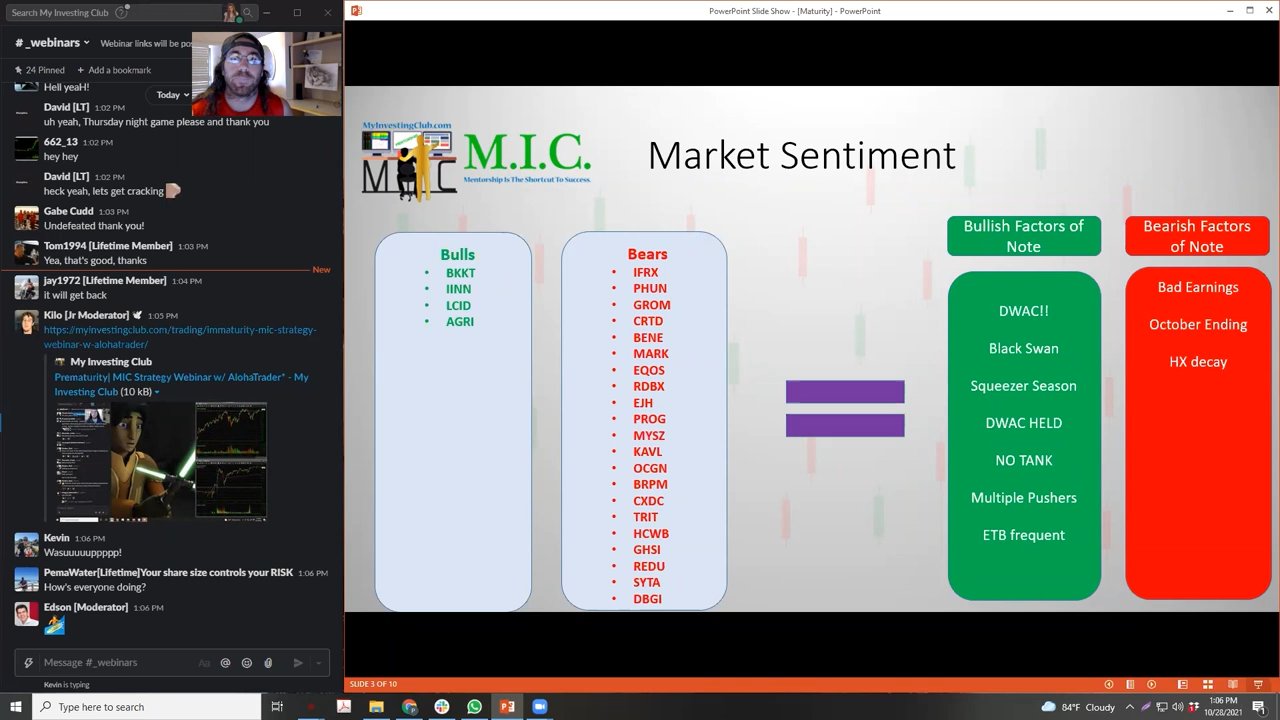 Search My Investing Club
# _webinars
Webinar links will be pos
24 Pinned
+ Add a bookmark
Hell yeaH!
Today
David [LT] 1:02 PM
uh yeah, Thursday night game please and thank you
662_13 1:02 PM
hey hey
David [LT] 1:02 PM
heck yeah, lets get cracking
Gabe Cudd 1:03 PM
Undefeated thank you!
Tom1994 [Lifetime Member] 1:03 PM
Yea, that's good, thanks
New
jay1972 [Lifetime Member] 1:04 PM
it will get back
Kilo [Jr Moderator] 1:05 PM
https://myinvestingclub.com/trading/immaturity-mic-strategy-
webinar-w-alohatrader/
My Investing Club
Prematurity| MIC Strategy Webinar w/ AlohaTrader* - My
Investing Club (10 kB)
Kevin 1:06 PM
Wasuuuuuppppp!
PemaWater[Lifetime]Your share size controls your RISK 1:06 PM
How's everyone doing?
Edson [Moderator] 1:06 PM
Message #_webinars
Aa
Kevin is typing
PowerPoint Slide Show - [Maturity] - PowerPoint
MyInvestingClub.com
MIC
M.I.C.
Mentorship Is The Shortcut To Success.
Market Sentiment
Bulls
• BKKT
• IINN
• LCID
• AGRI
Bears
• IFRX
• PHUN
• GROM
• CRTD
• BENE
• MARK
• EQOS
• RDBX
• EJH
• PROG
• MYSZ
• KAVL
• OCGN
• BRPM
• CXDC
• TRIT
• HCWB
• GHSI
• REDU
• SYTA
• DBGI
Bullish Factors of
Note
DWAC!!
Black Swan
Squeezer Season
DWAC HELD
NO TANK
Multiple Pushers
ETB frequent
Bearish Factors
of Note
Bad Earnings
October Ending
HX decay
SLIDE 3 OF 10
Type here to search
84°F Cloudy
1:06 PM
10/28/2021